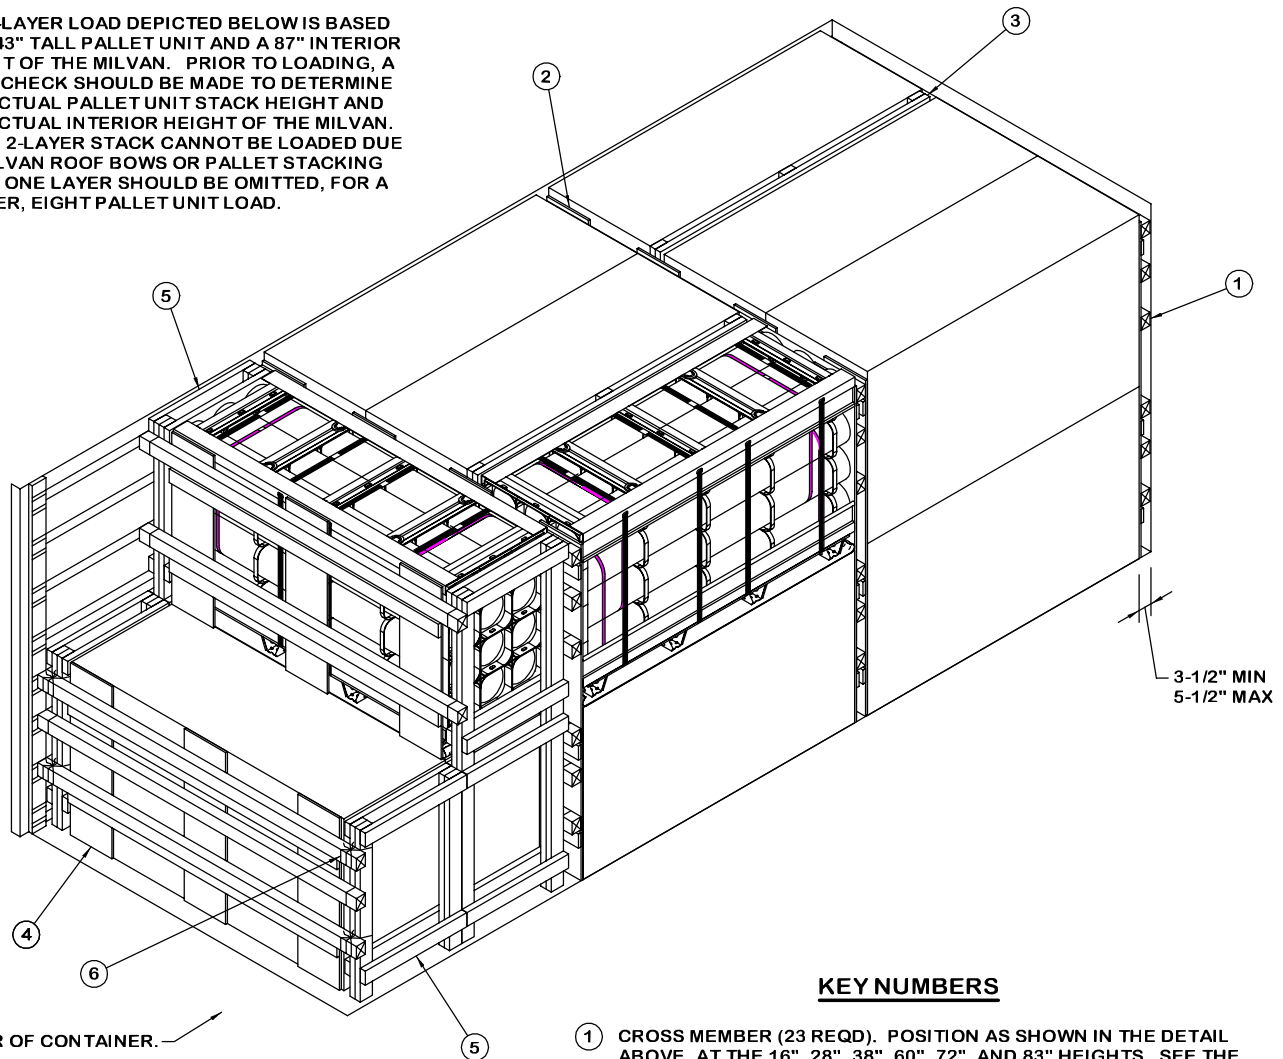 -LAYER LOAD DEPICTED BELOW IS BASED
43" TALL PALLET UNIT AND A 87" INTERIOR
T OF THE MILVAN. PRIOR TO LOADING, A
CHECK SHOULD BE MADE TO DETERMINE
CTUAL PALLET UNIT STACK HEIGHT AND
CTUAL INTERIOR HEIGHT OF THE MILVAN.
2-LAYER STACK CANNOT BE LOADED DUE
LVAN ROOF BOWS OR PALLET STACKING
ONE LAYER SHOULD BE OMITTED, FOR A
ER, EIGHT PALLET UNIT LOAD.
3
2
5
1
3-1/2" MIN
5-1/2" MAX
4
6
5
R OF CONTAINER.
KEY NUMBERS
1 CROSS MEMBER (23 REQD). POSITION AS SHOWN IN THE DETAIL
ABOVE, AT THE 16", 28", 38", 60", 72", AND 83" HEIGHTS. SEE THE